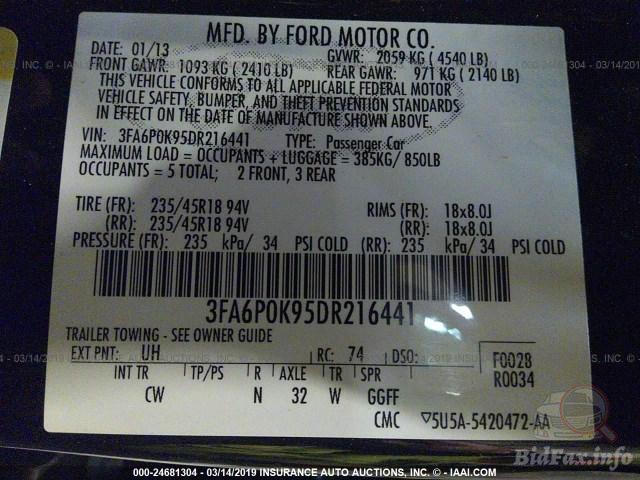 MFD. BY FORD MOTOR CO.
DATE: 01/13 GVWR: 2059 KG ( 4540 LB)
FRONT GAWR: 1093 KG ( 2410 LB) REAR GAWR: 971 KG ( 2140 LB)
THIS VEHICLE CONFORMS TO ALL APPLICABLE FEDERAL MOTOR
VEHICLE SAFETY, BUMPER, AND THEFT PREVENTION STANDARDS
IN EFFECT ON THE DATE OF MANUFACTURE SHOWN ABOVE.
VIN: 3FA6P0K95DR216441 TYPE: Passenger Car
MAXIMUM LOAD = OCCUPANTS + LUGGAGE = 385KG/ 850LB
OCCUPANTS = 5 TOTAL; 2 FRONT, 3 REAR
TIRE (FR): 235/45R18 94V RIMS (FR): 18x8.0J
(RR): 235/45R18 94V (RR): 18x8.0J
PRESSURE (FR): 235 kPa/ 34 PSI COLD (RR): 235 kPa/ 34 PSI COLD
3FA6P0K95DR216441
TRAILER TOWING - SEE OWNER GUIDE
EXT PNT: UH RC: 74 DSO: F0028
R0034
INT TR TP/PS R AXLE TR SPR
CW N 32 W GGFF
CMC ▽5U5A-5420472-AA
BidFax.info
000-24681304 - 03/14/2019 INSURANCE AUTO AUCTIONS, INC. - IAAI.COM